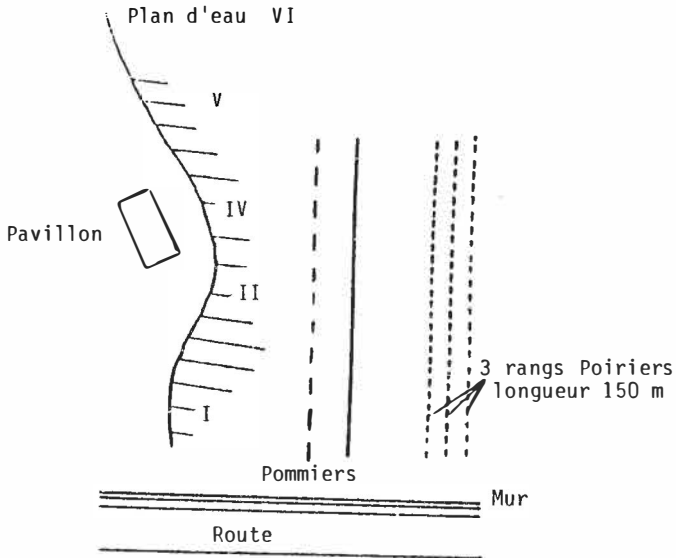 Plan d'eau VI
V
IV
Pavillon
II
3 rangs Poiriers
longueur 150 m
I
Pommiers
Mur
Route